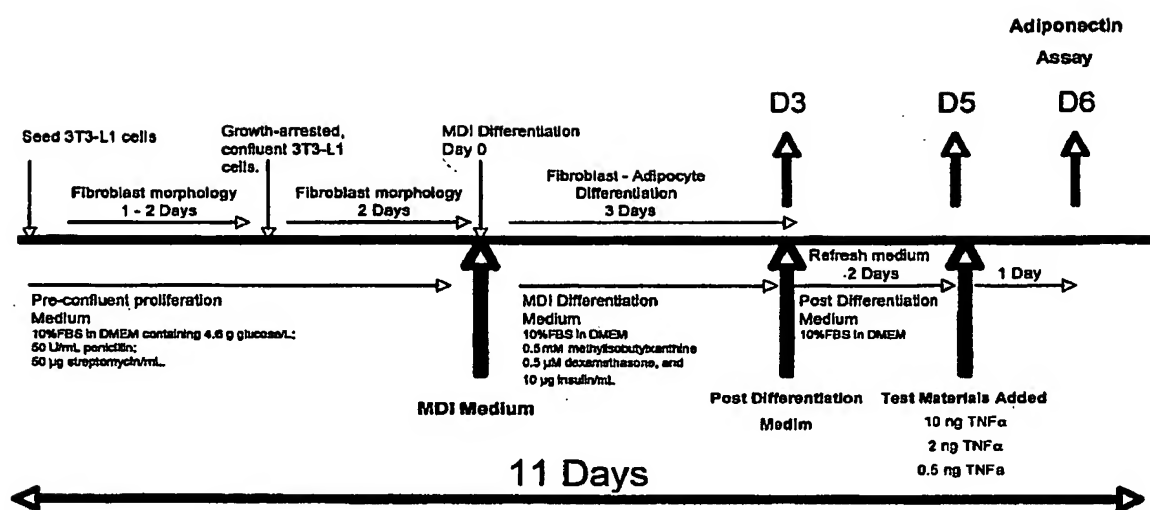 Adiponectin
Assay
D3
D5
D6
Seed 3T3-L1 cells
Growth-arrested,
confluent 3T3-L1
cells.
MDI Differentiation
Day 0
Fibroblast morphology
1 - 2 Days
Fibroblast morphology
2 Days
Fibroblast - Adipocyte
Differentiation
3 Days
Refresh medium
2 Days
1 Day
Pre-confluent proliferation
Medium
10%FBS in DMEM containing 4.6 g glucose/L;
50 U/mL penicillin;
50 µg streptomycin/mL.
MDI Differentiation
Medium
10%FBS in DMEM
0.5 mM methylisobutylxanthine
0.5 µM dexamethasone, and
10 µg insulin/mL
Post Differentiation
Medium
10%FBS in DMEM
MDI Medium
Post Differentiation
Medim
Test Materials Added
10 ng TNFα
2 ng TNFα
0.5 ng TNFα
11 Days